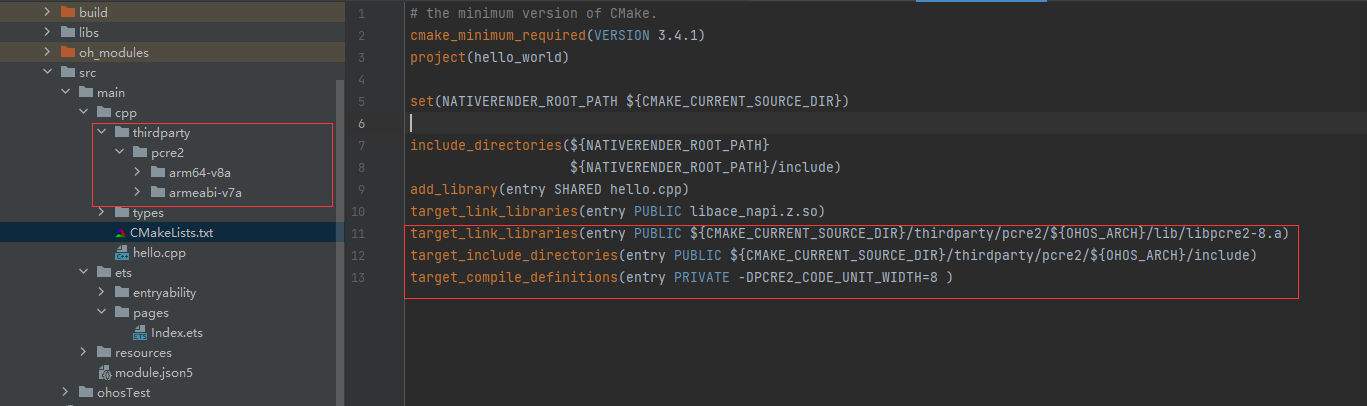 build
libs
oh_modules
src
main
cpp
thirdparty
pcre2
arm64-v8a
armeabi-v7a
types
CMakeLists.txt
hello.cpp
ets
entryability
pages
Index.ets
resources
module.json5
ohosTest
1 # the minimum version of CMake.
2 cmake_minimum_required(VERSION 3.4.1)
3 project(hello_world)
4
5 set(NATIVERENDER_ROOT_PATH ${CMAKE_CURRENT_SOURCE_DIR})
6
7 include_directories(${NATIVERENDER_ROOT_PATH}
8 ${NATIVERENDER_ROOT_PATH}/include)
9 add_library(entry SHARED hello.cpp)
10 target_link_libraries(entry PUBLIC libace_napi.z.so)
11 target_link_libraries(entry PUBLIC ${CMAKE_CURRENT_SOURCE_DIR}/thirdparty/pcre2/${OHOS_ARCH}/lib/libpcre2-8.a)
12 target_include_directories(entry PUBLIC ${CMAKE_CURRENT_SOURCE_DIR}/thirdparty/pcre2/${OHOS_ARCH}/include)
13 target_compile_definitions(entry PRIVATE -DPCRE2_CODE_UNIT_WIDTH=8 )